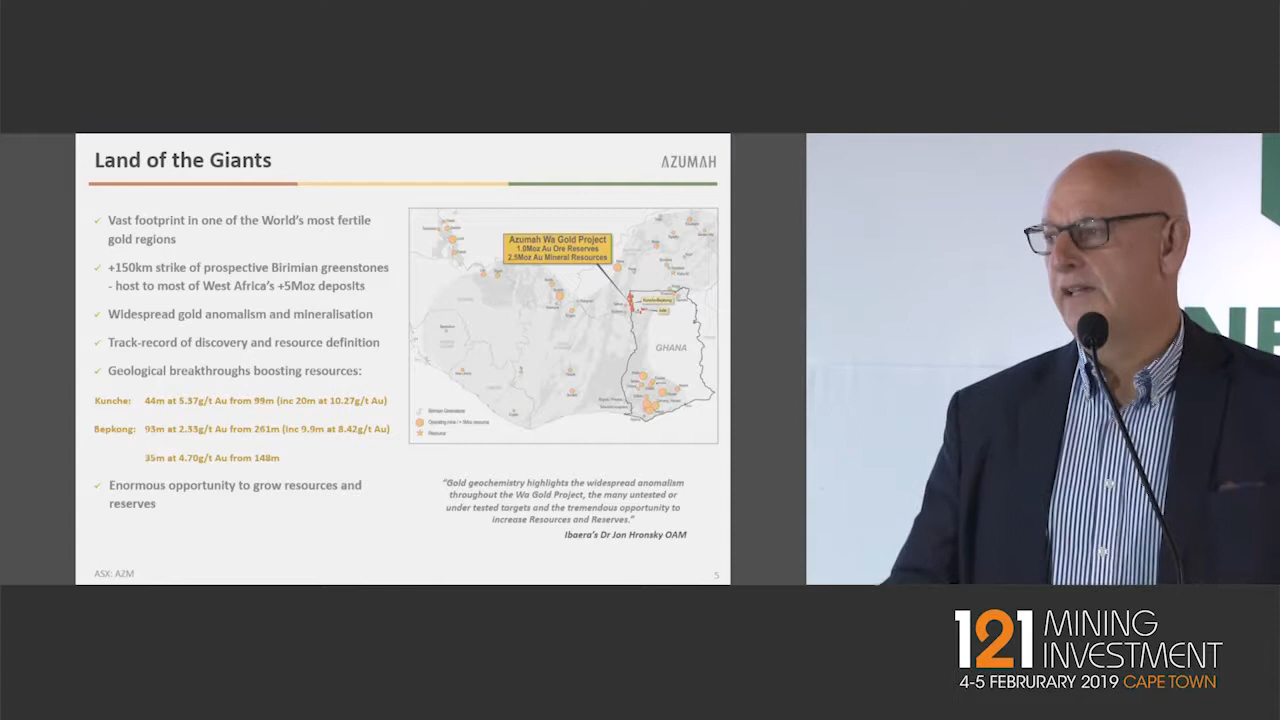 Land of the Giants
AZUMAH
✓ Vast footprint in one of the World's most fertile
gold regions
✓ +150km strike of prospective Birimian greenstones
- host to most of West Africa's +5Moz deposits
✓ Widespread gold anomalism and mineralisation
✓ Track-record of discovery and resource definition
✓ Geological breakthroughs boosting resources:
Kunche: 44m at 5.37g/t Au from 99m (inc 20m at 10.27g/t Au)
Bepkong: 93m at 2.33g/t Au from 261m (inc 9.9m at 8.42g/t Au)
35m at 4.70g/t Au from 148m
✓ Enormous opportunity to grow resources and
reserves
Azumah Wa Gold Project
1.0Moz Au Ore Reserves
2.5Moz Au Mineral Resources
GHANA
Birimian Greenstones
Resource
"Gold geochemistry highlights the widespread anomalism
throughout the Wa Gold Project, the many untested or
under tested targets and the tremendous opportunity to
increase Resources and Reserves."
Ibaera's Dr Jon Hronsky OAM
ASX: AZM
5
NE
121 MINING
INVESTMENT
4-5 FEBRURARY 2019 CAPE TOWN